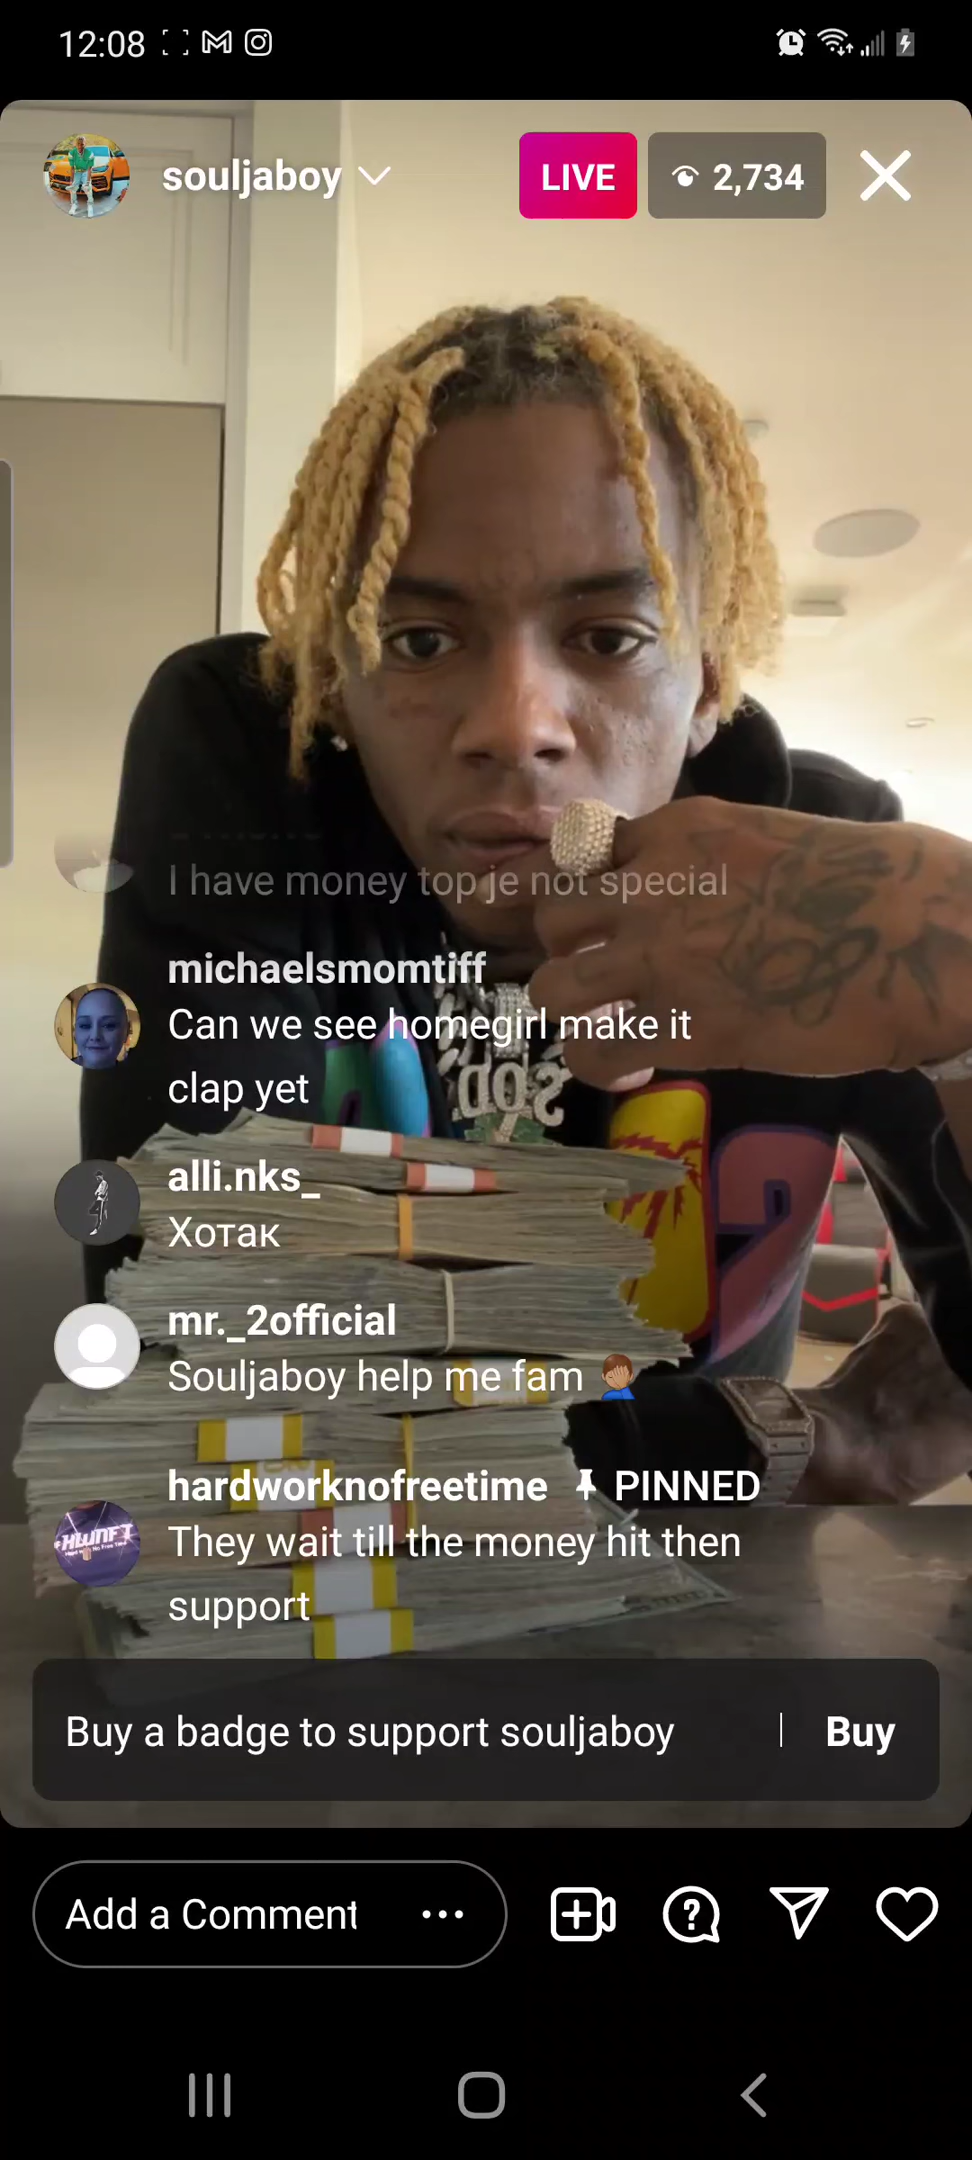 12:08
souljaboy
LIVE
2,734
I have money top je not special
michaelsmomtiff
Can we see homegirl make it
clap yet
alli.nks_
Хотак
mr._2official
Souljaboy help me fam 🤦🏽‍♂️
hardworknofreetime PINNED
They wait till the money hit then
support
Buy a badge to support souljaboy | Buy
Add a Comment